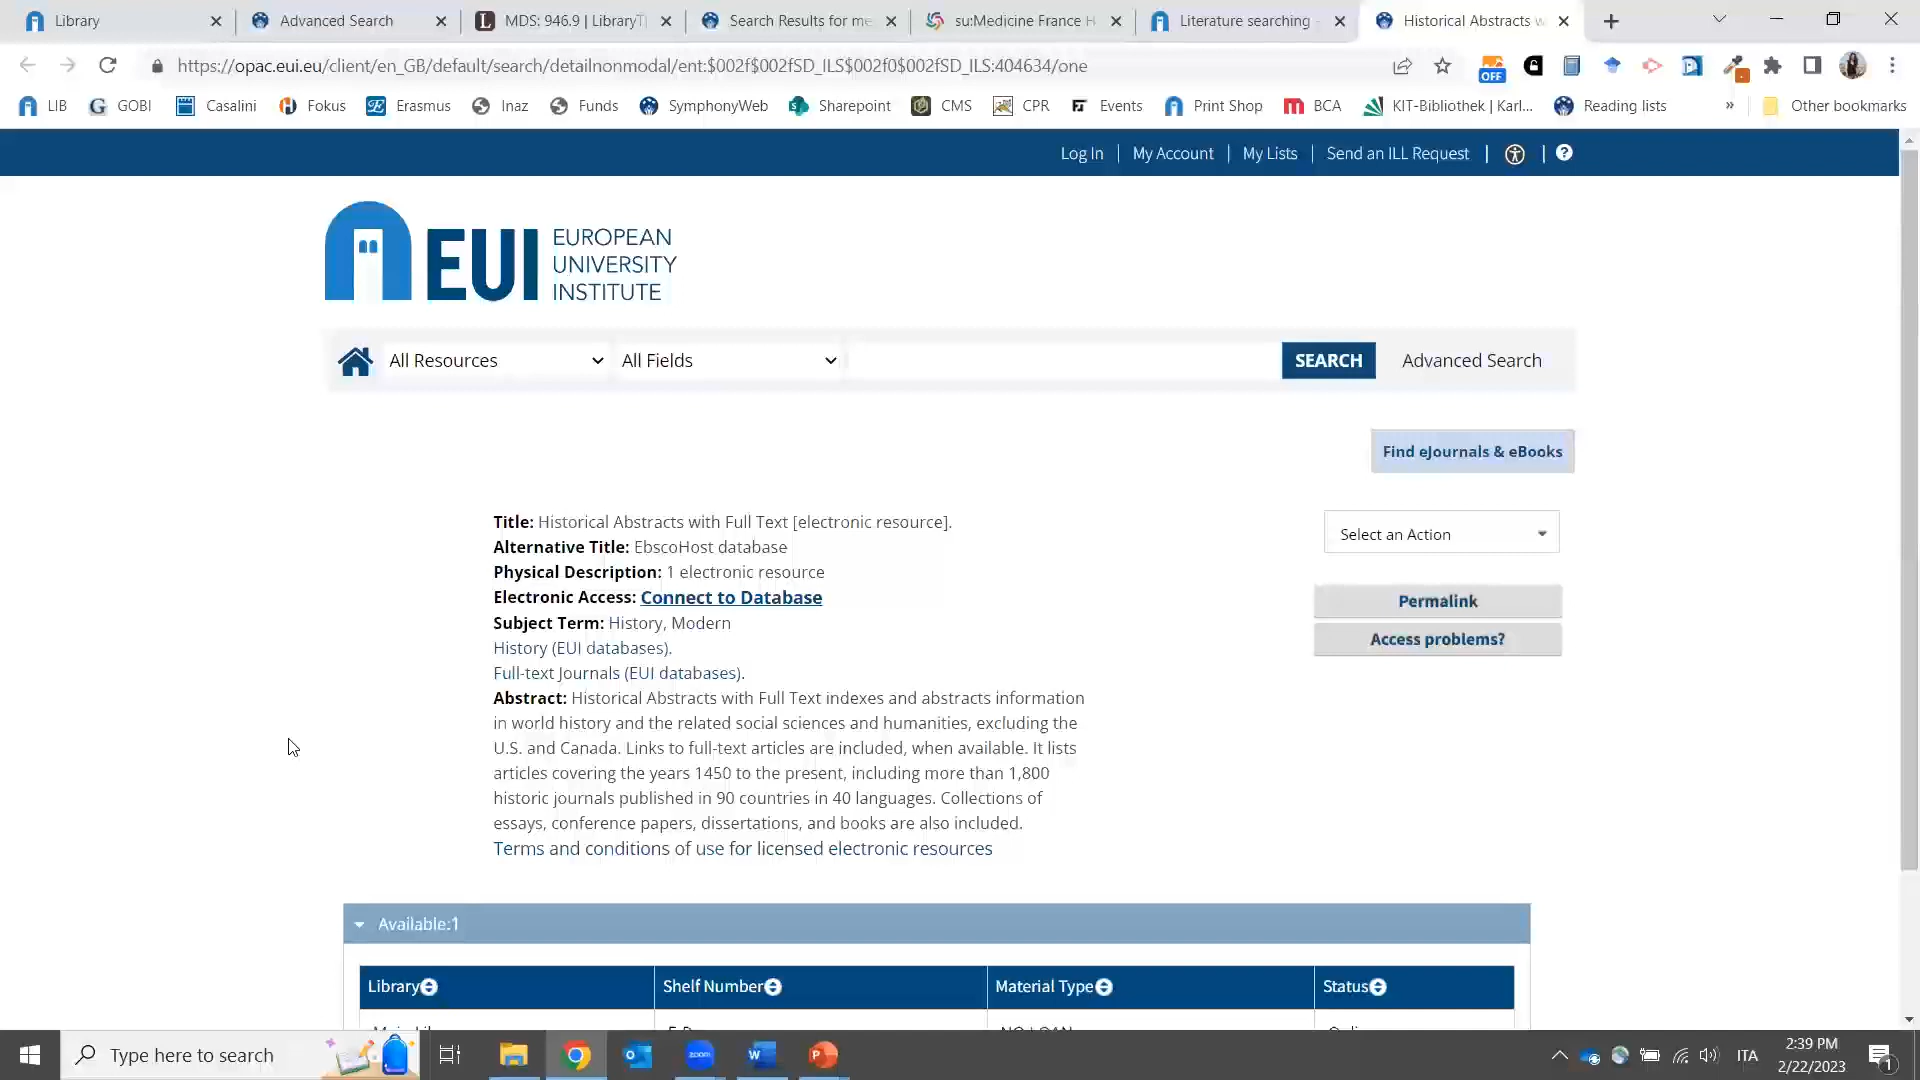 Library
Advanced Search
MDS: 946.9 | LibraryT
Search Results for me
su:Medicine France H
Literature searching -
Historical Abstracts w
https://opac.eui.eu/client/en_GB/default/search/detailnonmodal/ent:$002f$002fSD_ILS$002f0$002fSD_ILS:404634/one
OFF
LIB
GOBI
Casalini
Fokus
Erasmus
Inaz
Funds
SymphonyWeb
Sharepoint
CMS
CPR
Events
Print Shop
BCA
KIT-Bibliothek | Karl...
Reading lists
»
Other bookmarks
Log In | My Account | My Lists | Send an ILL Request
EUI
EUROPEAN
UNIVERSITY
INSTITUTE
All Resources
All Fields
SEARCH
Advanced Search
Find eJournals & eBooks
Title: Historical Abstracts with Full Text [electronic resource].
Alternative Title: EbscoHost database
Physical Description: 1 electronic resource
Electronic Access: Connect to Database
Subject Term: History, Modern
History (EUI databases).
Full-text Journals (EUI databases).
Abstract: Historical Abstracts with Full Text indexes and abstracts information
in world history and the related social sciences and humanities, excluding the
U.S. and Canada. Links to full-text articles are included, when available. It lists
articles covering the years 1450 to the present, including more than 1,800
historic journals published in 90 countries in 40 languages. Collections of
essays, conference papers, dissertations, and books are also included.
Terms and conditions of use for licensed electronic resources
Select an Action
Permalink
Access problems?
Available:1
Library
Shelf Number
Material Type
Status
Type here to search
zoom
ITA
2:39 PM
2/22/2023
1